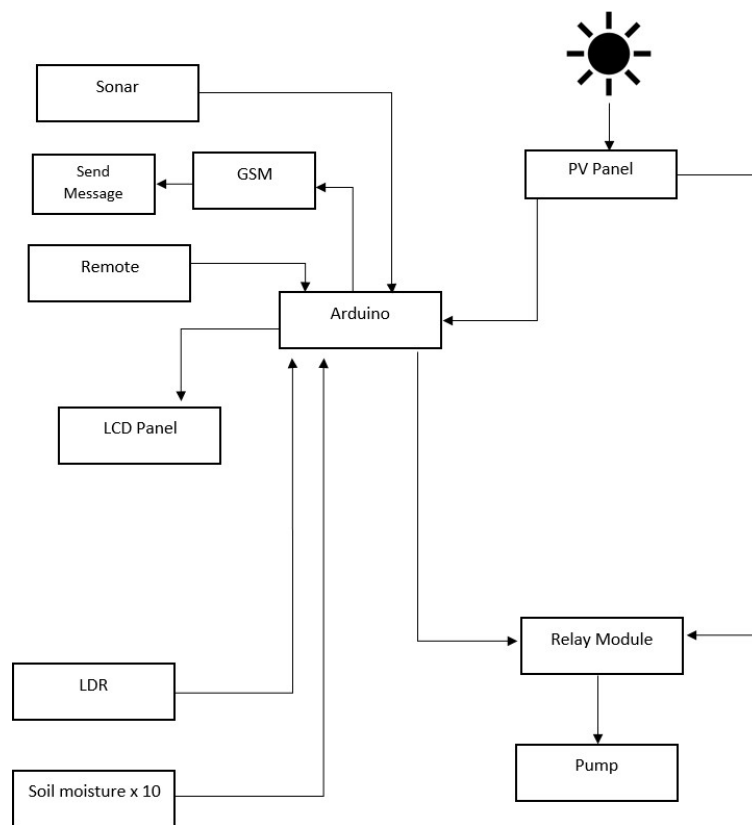 Sonar
PV Panel
Send
Message
GSM
Remote
Arduino
LCD Panel
Relay Module
LDR
Pump
Soil moisture x 10